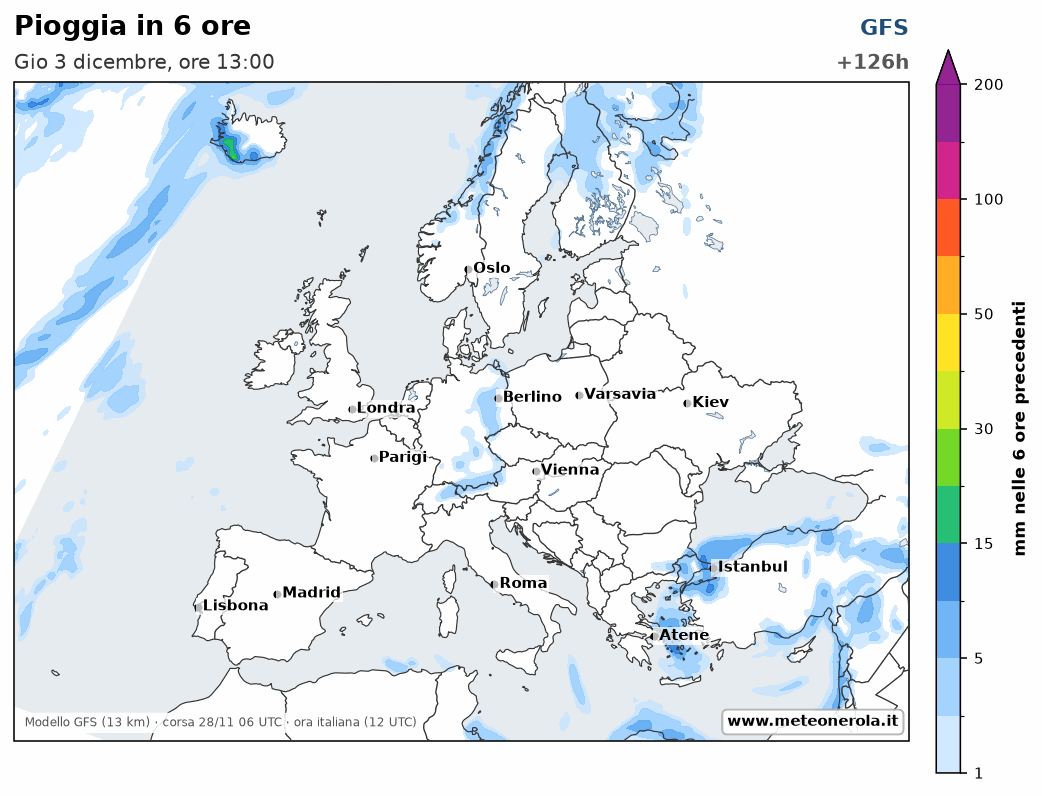 Pioggia in 6 ore
GFS
Gio 3 dicembre, ore 13:00
+126h
200
100
50
30
15
5
1
mm nelle 6 ore precedenti
Oslo
Berlino
Varsavia
Kiev
Londra
Parigi
Vienna
Istanbul
Roma
Madrid
Lisbona
Atene
Modello GFS (13 km) · corsa 28/11 06 UTC · ora italiana (12 UTC)
www.meteonerola.it